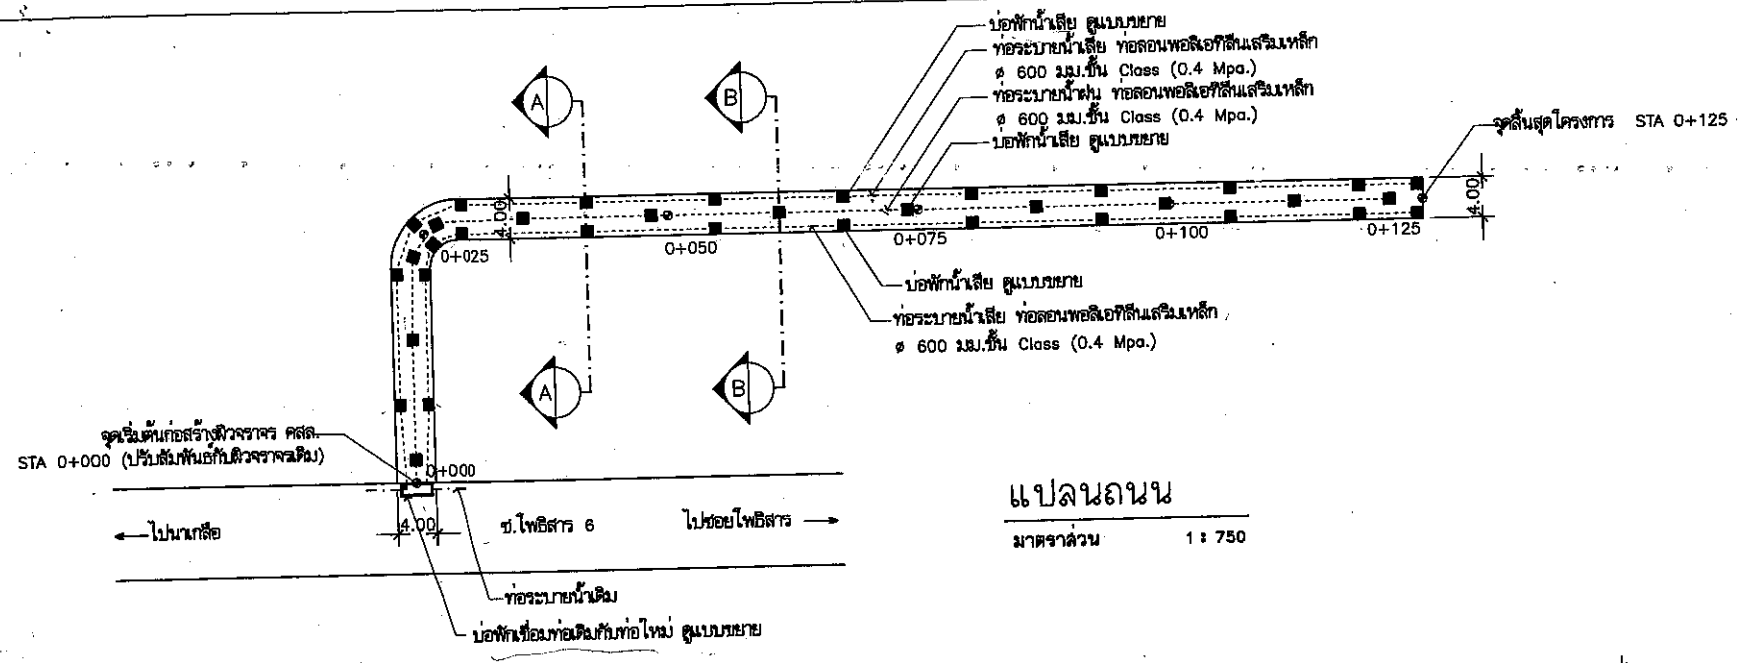 บ่อพักน้ำเสีย ดูแบบขยาย
ท่อระบายน้ำเสีย ท่อลอนพอลิเอทิลีนเสริมเหล็ก
ø 600 มม.ชั้น Class (0.4 Mpa.)
ท่อระบายน้ำฝน ท่อลอนพอลิเอทิลีนเสริมเหล็ก
ø 600 มม.ชั้น Class (0.4 Mpa.)
บ่อพักน้ำเสีย ดูแบบขยาย
จุดสิ้นสุดโครงการ STA 0+125
A
B
4.00
4.00
0+025
0+050
0+075
0+100
0+125
บ่อพักน้ำเสีย ดูแบบขยาย
ท่อระบายน้ำเสีย ท่อลอนพอลิเอทิลีนเสริมเหล็ก
ø 600 มม.ชั้น Class (0.4 Mpa.)
A
B
จุดเริ่มต้นก่อสร้างผิวจราจร คสล.
STA 0+000 (ปรับสัมพันธ์กับผิวจราจรเดิม)
0+000
4.00
ไปนาเกลือ
ซ.โพธิสาร 6
ไปซอยโพธิสาร
แปลนถนน
มาตราส่วน 1 : 750
ท่อระบายน้ำเดิม
บ่อพักเชื่อมท่อเดิมกับท่อใหม่ ดูแบบขยาย